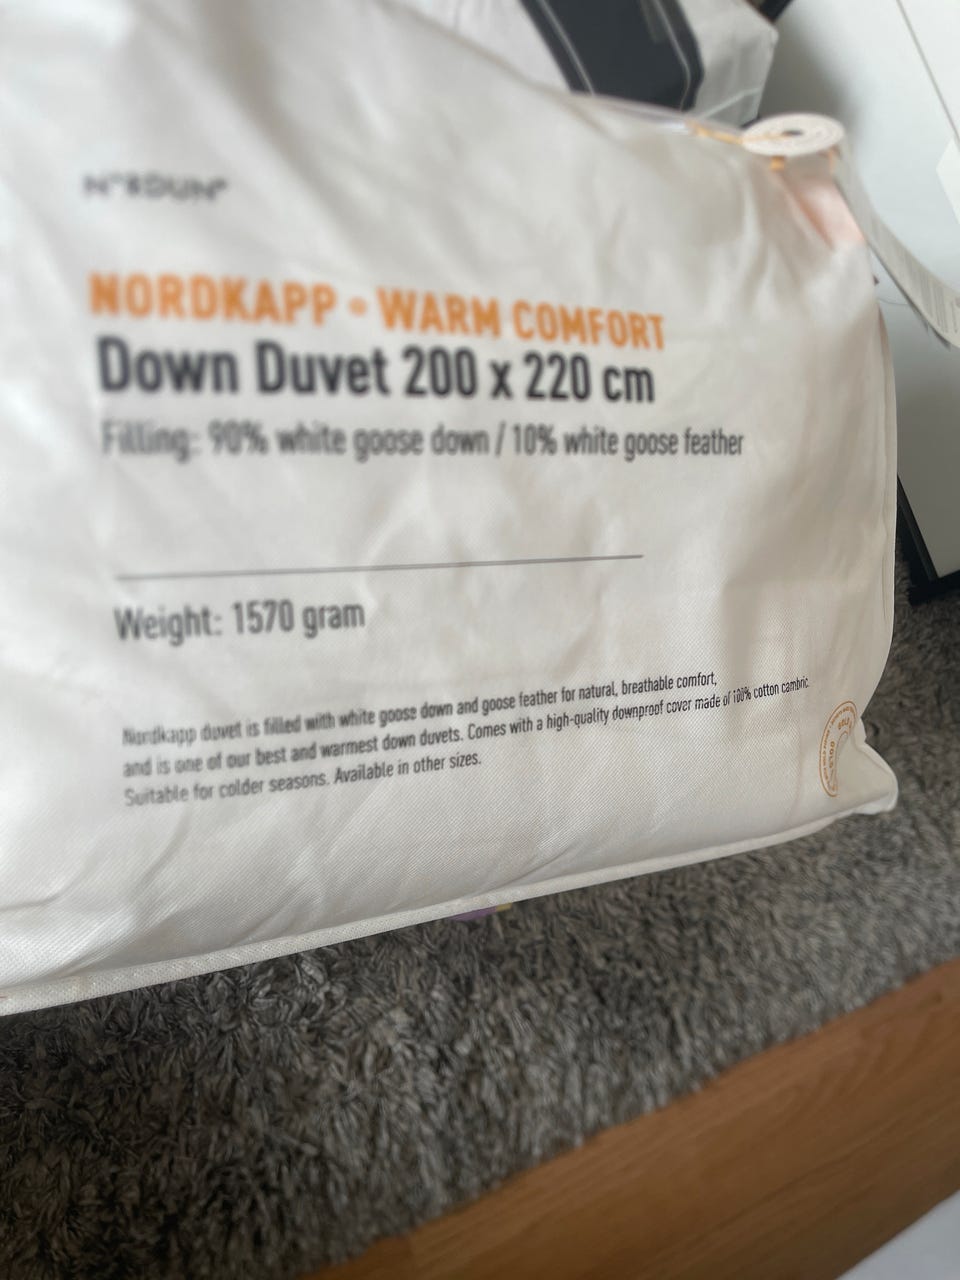 N°RDUN®
NORDKAPP • WARM COMFORT
Down Duvet 200 x 220 cm
Filling: 90% white goose down / 10% white goose feather
Weight: 1570 gram
Nordkapp duvet is filled with white goose down and goose feather for natural, breathable comfort,
and is one of our best and warmest down duvets. Comes with a high-quality downproof cover made of 100% cotton cambric.
Suitable for colder seasons. Available in other sizes.